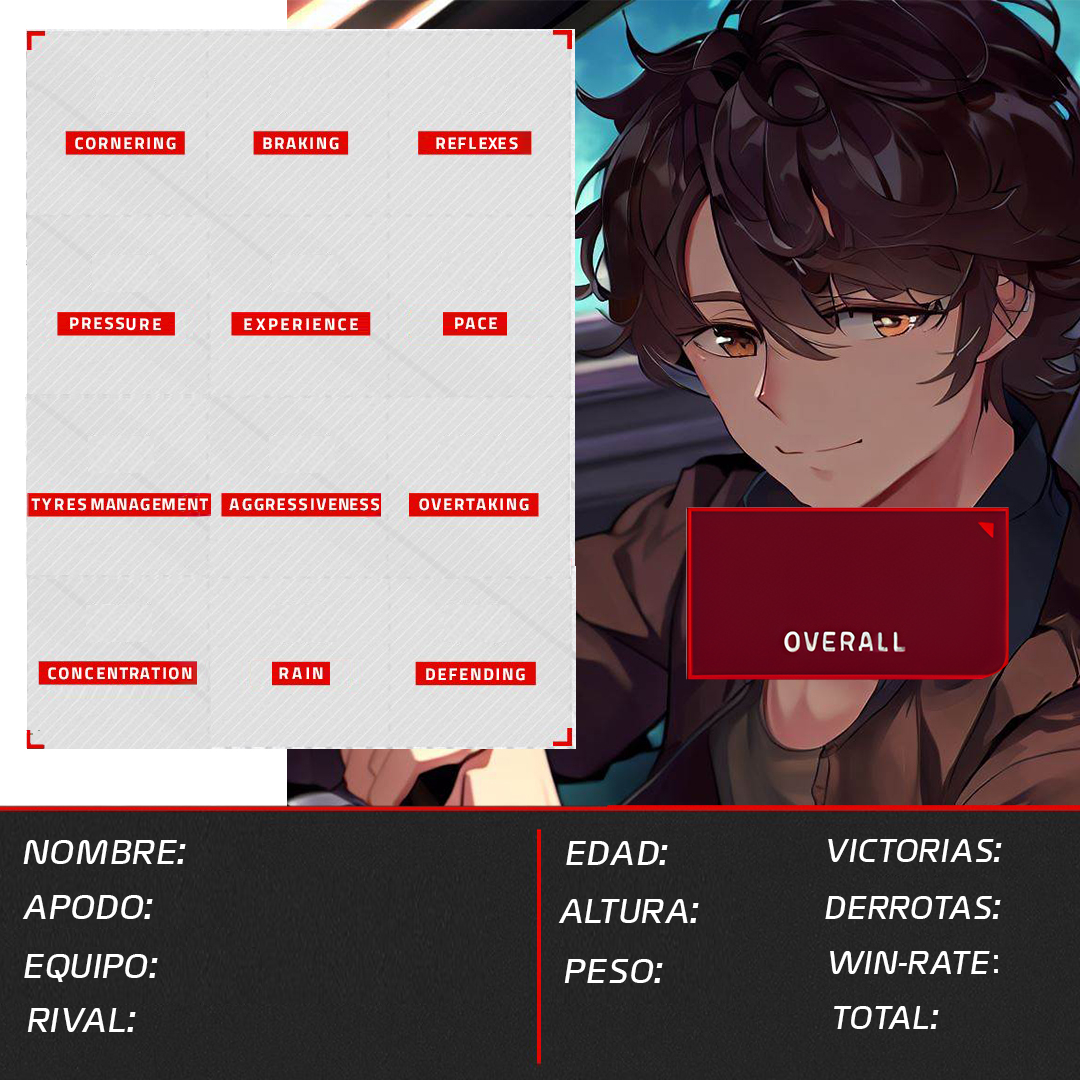 CORNERING BRAKING REFLEXES
PRESSURE EXPERIENCE PACE
TYRES MANAGEMENT AGGRESSIVENESS OVERTAKING
CONCENTRATION RAIN DEFENDING
OVERALL
NOMBRE:
APODO:
EQUIPO:
RIVAL:
EDAD:
ALTURA:
PESO:
VICTORIAS:
DERROTAS:
WIN-RATE:
TOTAL: